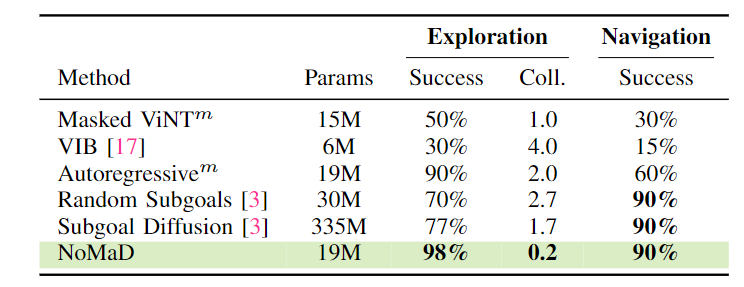 Exploration Navigation
Method Params Success Coll. Success
Masked ViNTᵐ 15M 50% 1.0 30%
VIB [17] 6M 30% 4.0 15%
Autoregressiveᵐ 19M 90% 2.0 60%
Random Subgoals [3] 30M 70% 2.7 90%
Subgoal Diffusion [3] 335M 77% 1.7 90%
NoMaD 19M 98% 0.2 90%